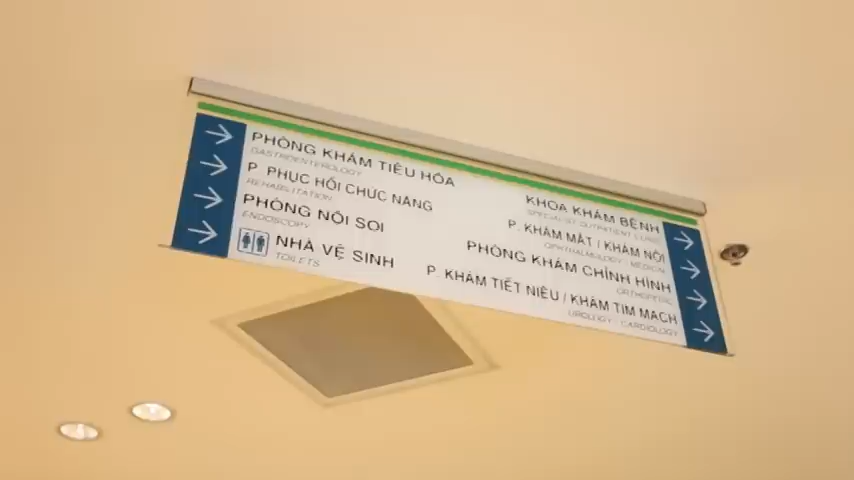 PHÒNG KHÁM TIÊU HÓA
GASTROENTEROLOGY
P. PHỤC HỒI CHỨC NĂNG
REHABILITATION
PHÒNG NỘI SOI
ENDOSCOPY
NHÀ VỆ SINH
TOILETS
KHOA KHÁM BỆNH
SPECIALIST OUTPATIENT CLINIC
P. KHÁM MẮT / KHÁM NỘI
OPHTHALMOLOGY - MEDICAL
PHÒNG KHÁM CHỈNH HÌNH
ORTHOPEDIC
P. KHÁM TIẾT NIỆU / KHÁM TIM MẠCH
UROLOGY - CARDIOLOGY